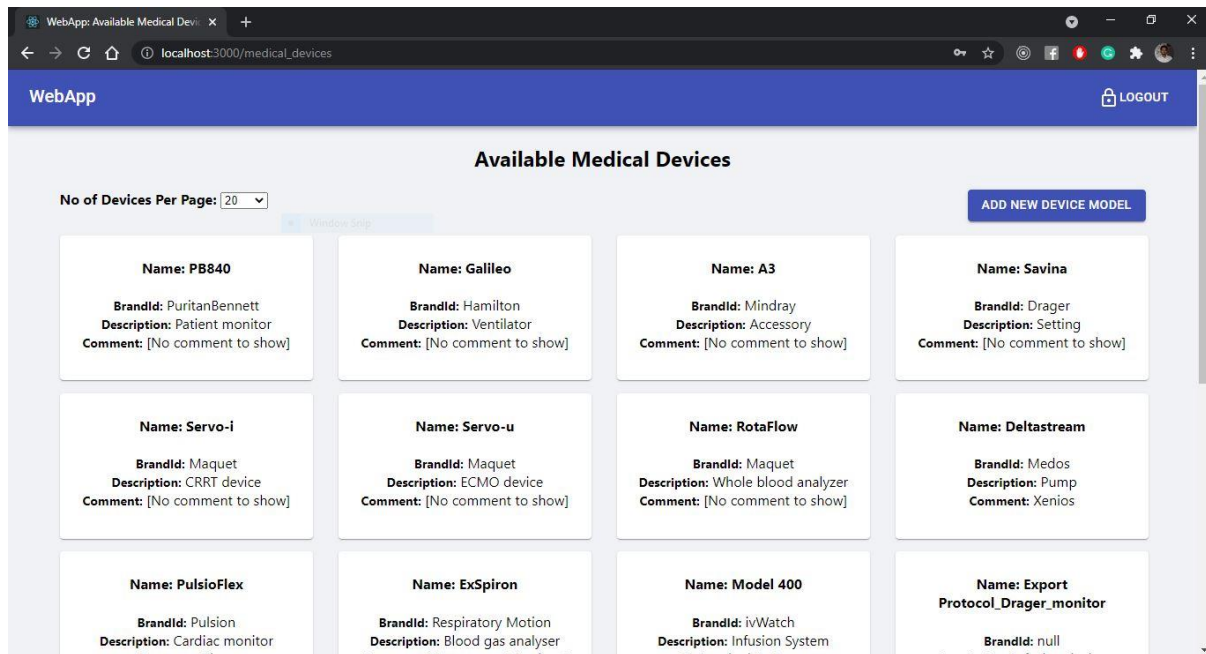 WebApp: Available Medical Devic
localhost:3000/medical_devices
WebApp
LOGOUT
Available Medical Devices
No of Devices Per Page: 20
ADD NEW DEVICE MODEL
Window Snip
Name: PB840
BrandId: PuritanBennett
Description: Patient monitor
Comment: [No comment to show]
Name: Galileo
BrandId: Hamilton
Description: Ventilator
Comment: [No comment to show]
Name: A3
BrandId: Mindray
Description: Accessory
Comment: [No comment to show]
Name: Savina
BrandId: Drager
Description: Setting
Comment: [No comment to show]
Name: Servo-i
BrandId: Maquet
Description: CRRT device
Comment: [No comment to show]
Name: Servo-u
BrandId: Maquet
Description: ECMO device
Comment: [No comment to show]
Name: RotaFlow
BrandId: Maquet
Description: Whole blood analyzer
Comment: [No comment to show]
Name: Deltastream
BrandId: Medos
Description: Pump
Comment: Xenios
Name: PulsioFlex
BrandId: Pulsion
Description: Cardiac monitor
Name: ExSpiron
BrandId: Respiratory Motion
Description: Blood gas analyser
Name: Model 400
BrandId: ivWatch
Description: Infusion System
Name: Export
Protocol_Drager_monitor
BrandId: null